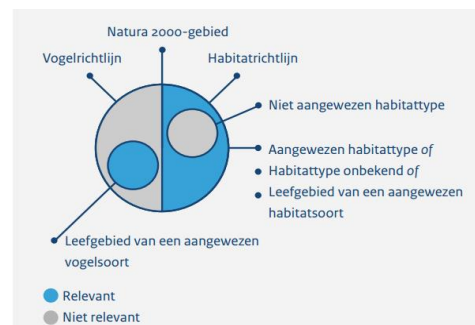 Natura 2000-gebied
Vogelrichtlijn
Habitatrichtlijn
Niet aangewezen habitattype
Aangewezen habitattype of
Habitattype onbekend of
Leefgebied van een aangewezen
habitatsoort
Leefgebied van een aangewezen
vogelsoort
Relevant
Niet relevant